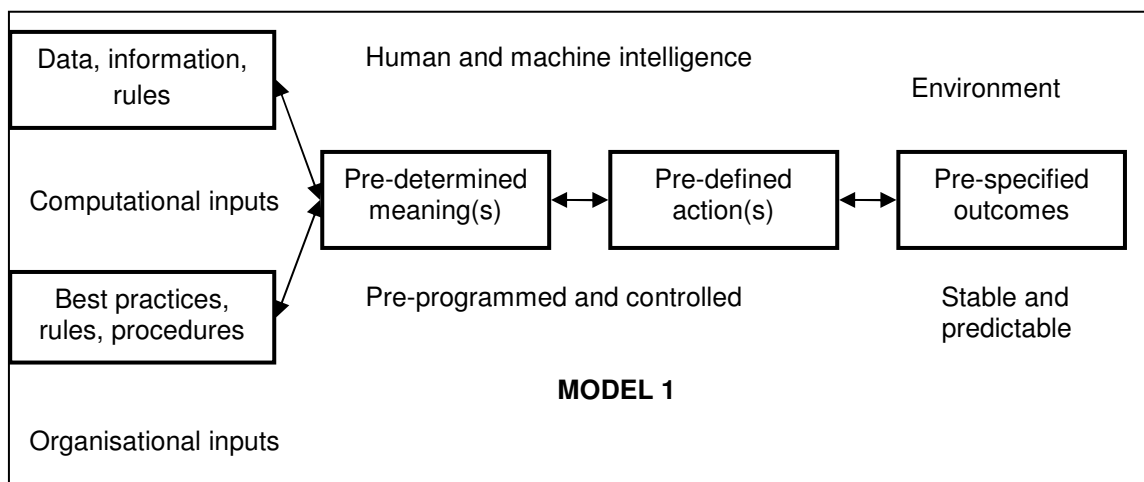 Data, information,
rules
Human and machine intelligence
Environment
Computational inputs
Pre-determined
meaning(s)
Pre-defined
action(s)
Pre-specified
outcomes
Best practices,
rules, procedures
Pre-programmed and controlled
Stable and
predictable
MODEL 1
Organisational inputs